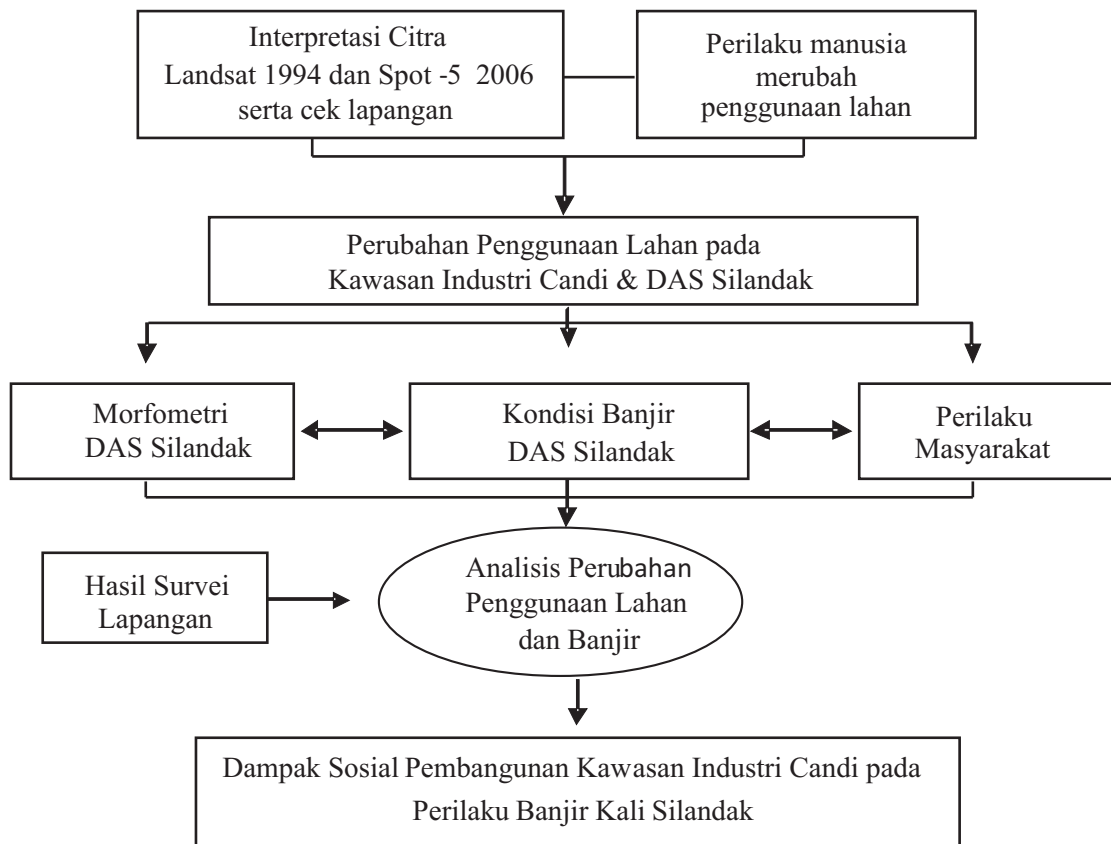 Interpretasi Citra
Landsat 1994 dan Spot -5 2006
serta cek lapangan
Perilaku manusia
merubah
penggunaan lahan
Perubahan Penggunaan Lahan pada
Kawasan Industri Candi & DAS Silandak
Morfometri
DAS Silandak
Kondisi Banjir
DAS Silandak
Perilaku
Masyarakat
Hasil Survei
Lapangan
Analisis Perubahan
Penggunaan Lahan
dan Banjir
Dampak Sosial Pembangunan Kawasan Industri Candi pada
Perilaku Banjir Kali Silandak